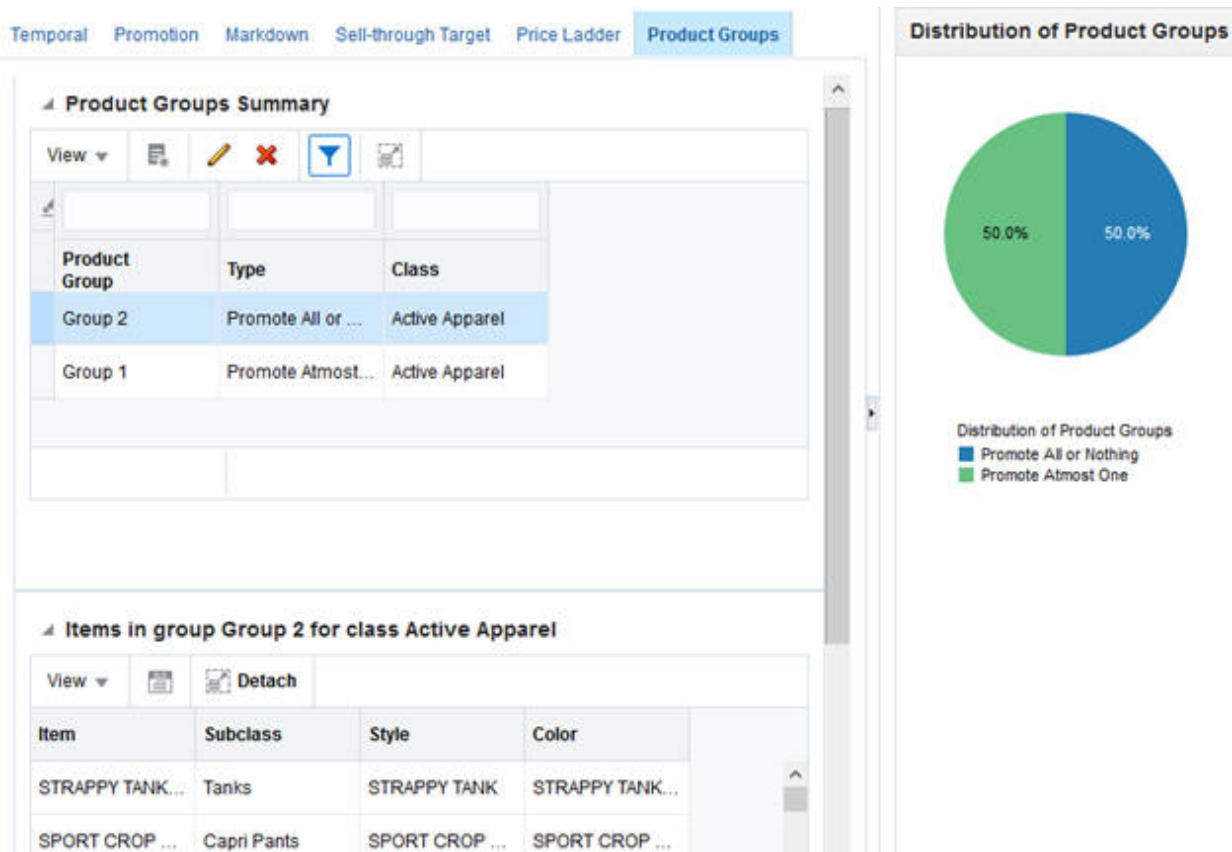 Temporal Promotion Markdown Sell-through Target Price Ladder Product Groups
Product Groups Summary
View
Product Group Type Class
Group 2 Promote All or ... Active Apparel
Group 1 Promote Atmost... Active Apparel
Items in group Group 2 for class Active Apparel
View Detach
Item Subclass Style Color
STRAPPY TANK... Tanks STRAPPY TANK STRAPPY TANK...
SPORT CROP ... Capri Pants SPORT CROP ... SPORT CROP ...
Distribution of Product Groups
50.0% 50.0%
Distribution of Product Groups
Promote All or Nothing
Promote Atmost One